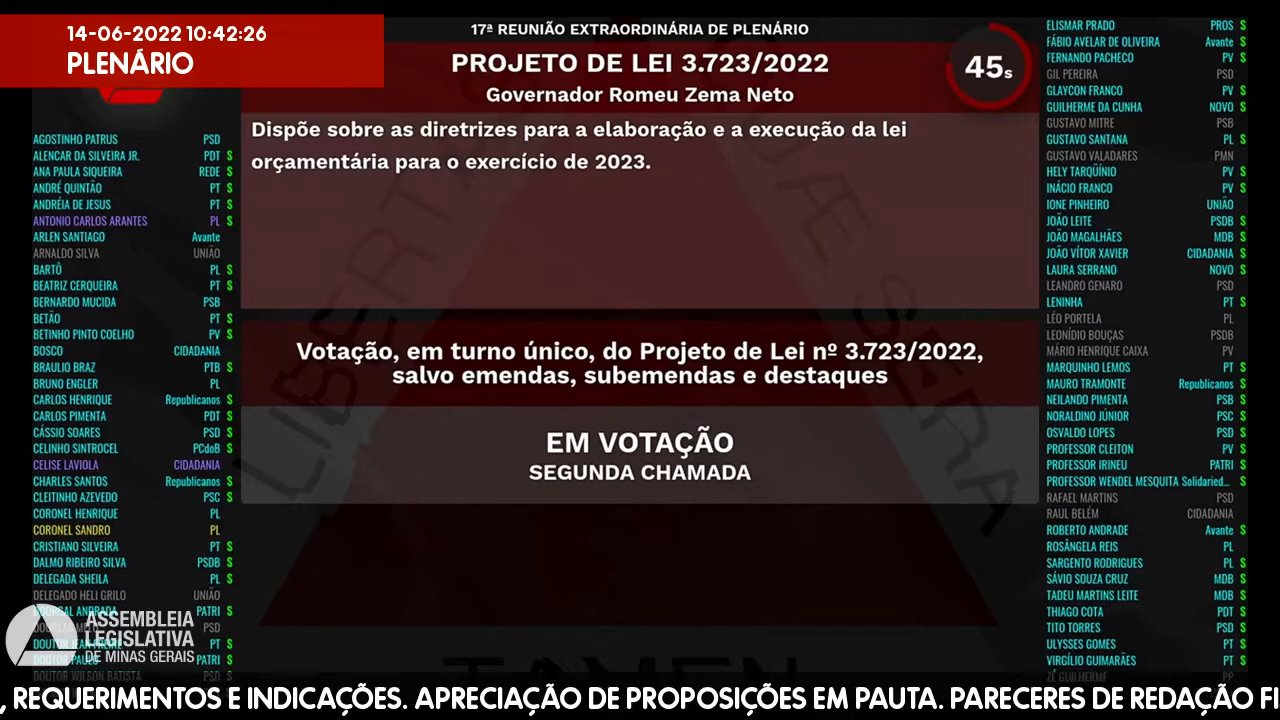 14-06-2022 10:42:26
PLENÁRIO
17ª REUNIÃO EXTRAORDINÁRIA DE PLENÁRIO
PROJETO DE LEI 3.723/2022
Governador Romeu Zema Neto
45s
Dispõe sobre as diretrizes para a elaboração e a execução da lei
orçamentária para o exercício de 2023.
Votação, em turno único, do Projeto de Lei nº 3.723/2022,
salvo emendas, subemendas e destaques
EM VOTAÇÃO
SEGUNDA CHAMADA
AGOSTINHO PATRUS PSD
ALENCAR DA SILVEIRA JR. PDT S
ANA PAULA SIQUEIRA REDE S
ANDRÉ QUINTÃO PT S
ANDRÉIA DE JESUS PT S
ANTONIO CARLOS ARANTES PL S
ARLEN SANTIAGO Avante
ARNALDO SILVA UNIÃO
BARTÔ PL S
BEATRIZ CERQUEIRA PT S
BERNARDO MUCIDA PSB
BETÃO PT S
BETINHO PINTO COELHO PV S
BOSCO CIDADANIA
BRAULIO BRAZ PTB S
BRUNO ENGLER PL
CARLOS HENRIQUE Republicanos S
CARLOS PIMENTA PDT S
CÁSSIO SOARES PSD S
CELINHO SINTROCEL PCdoB S
CELISE LAVIOLA CIDADANIA
CHARLES SANTOS Republicanos S
CLEITINHO AZEVEDO PSC S
CORONEL HENRIQUE PL
CORONEL SANDRO PL
CRISTIANO SILVEIRA PT S
DALMO RIBEIRO SILVA PSDB S
DELEGADA SHEILA PL S
DELEGADO HELI GRILO UNIÃO
ANDRADA PATRI S
PSD
DOUTOR JEAN FREIRE PT S
DOUTOR PAULO PATRI S
DOUTOR WILSON BATISTA PSD S
ASSEMBLEIA
LEGISLATIVA
DE MINAS GERAIS
ELISMAR PRADO PROS S
FÁBIO AVELAR DE OLIVEIRA Avante S
FERNANDO PACHECO PV S
GIL PEREIRA PSD
GLAYCON FRANCO PV S
GUILHERME DA CUNHA NOVO S
GUSTAVO MITRE PSB
GUSTAVO SANTANA PL S
GUSTAVO VALADARES PMN
HELY TARQÜÍNIO PV S
INÁCIO FRANCO PV S
IONE PINHEIRO UNIÃO
JOÃO LEITE PSDB S
JOÃO MAGALHÃES MDB S
JOÃO VÍTOR XAVIER CIDADANIA S
LAURA SERRANO NOVO S
LEANDRO GENARO PSD
LENINHA PT S
LÉO PORTELA PL
LEONÍDIO BOUÇAS PSDB
MÁRIO HENRIQUE CAIXA PV
MARQUINHO LEMOS PT S
MAURO TRAMONTE Republicanos S
NEILANDO PIMENTA PSB S
NORALDINO JÚNIOR PSC S
OSVALDO LOPES PSD S
PROFESSOR CLEITON PV S
PROFESSOR IRINEU PATRI S
PROFESSOR WENDEL MESQUITA Solidaried... S
RAFAEL MARTINS PSD
RAUL BELÉM CIDADANIA
ROBERTO ANDRADE Avante S
ROSÂNGELA REIS PL
SARGENTO RODRIGUES PL S
SÁVIO SOUZA CRUZ MDB S
TADEU MARTINS LEITE MDB S
THIAGO COTA PDT S
TITO TORRES PSD S
ULYSSES GOMES PT S
VIRGÍLIO GUIMARÃES PT S
ZÉ GUILHERME PP
, REQUERIMENTOS E INDICAÇÕES. APRECIAÇÃO DE PROPOSIÇÕES EM PAUTA. PARECERES DE REDAÇÃO FI